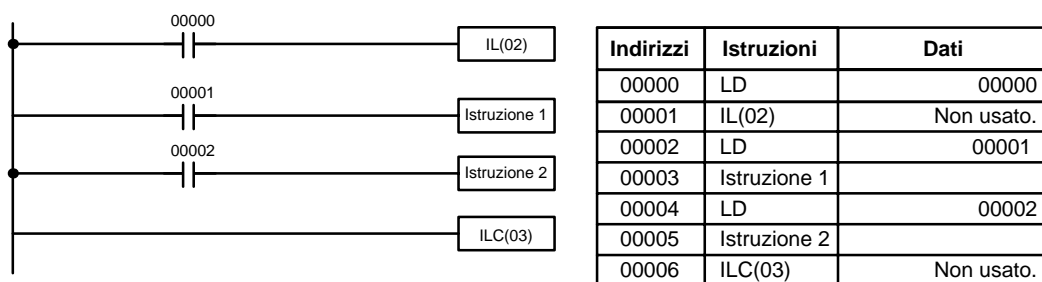 00000
IL(02)
00001
Istruzione 1
00002
Istruzione 2
ILC(03)
Indirizzi Istruzioni Dati
00000 LD 00000
00001 IL(02) Non usato.
00002 LD 00001
00003 Istruzione 1
00004 LD 00002
00005 Istruzione 2
00006 ILC(03) Non usato.